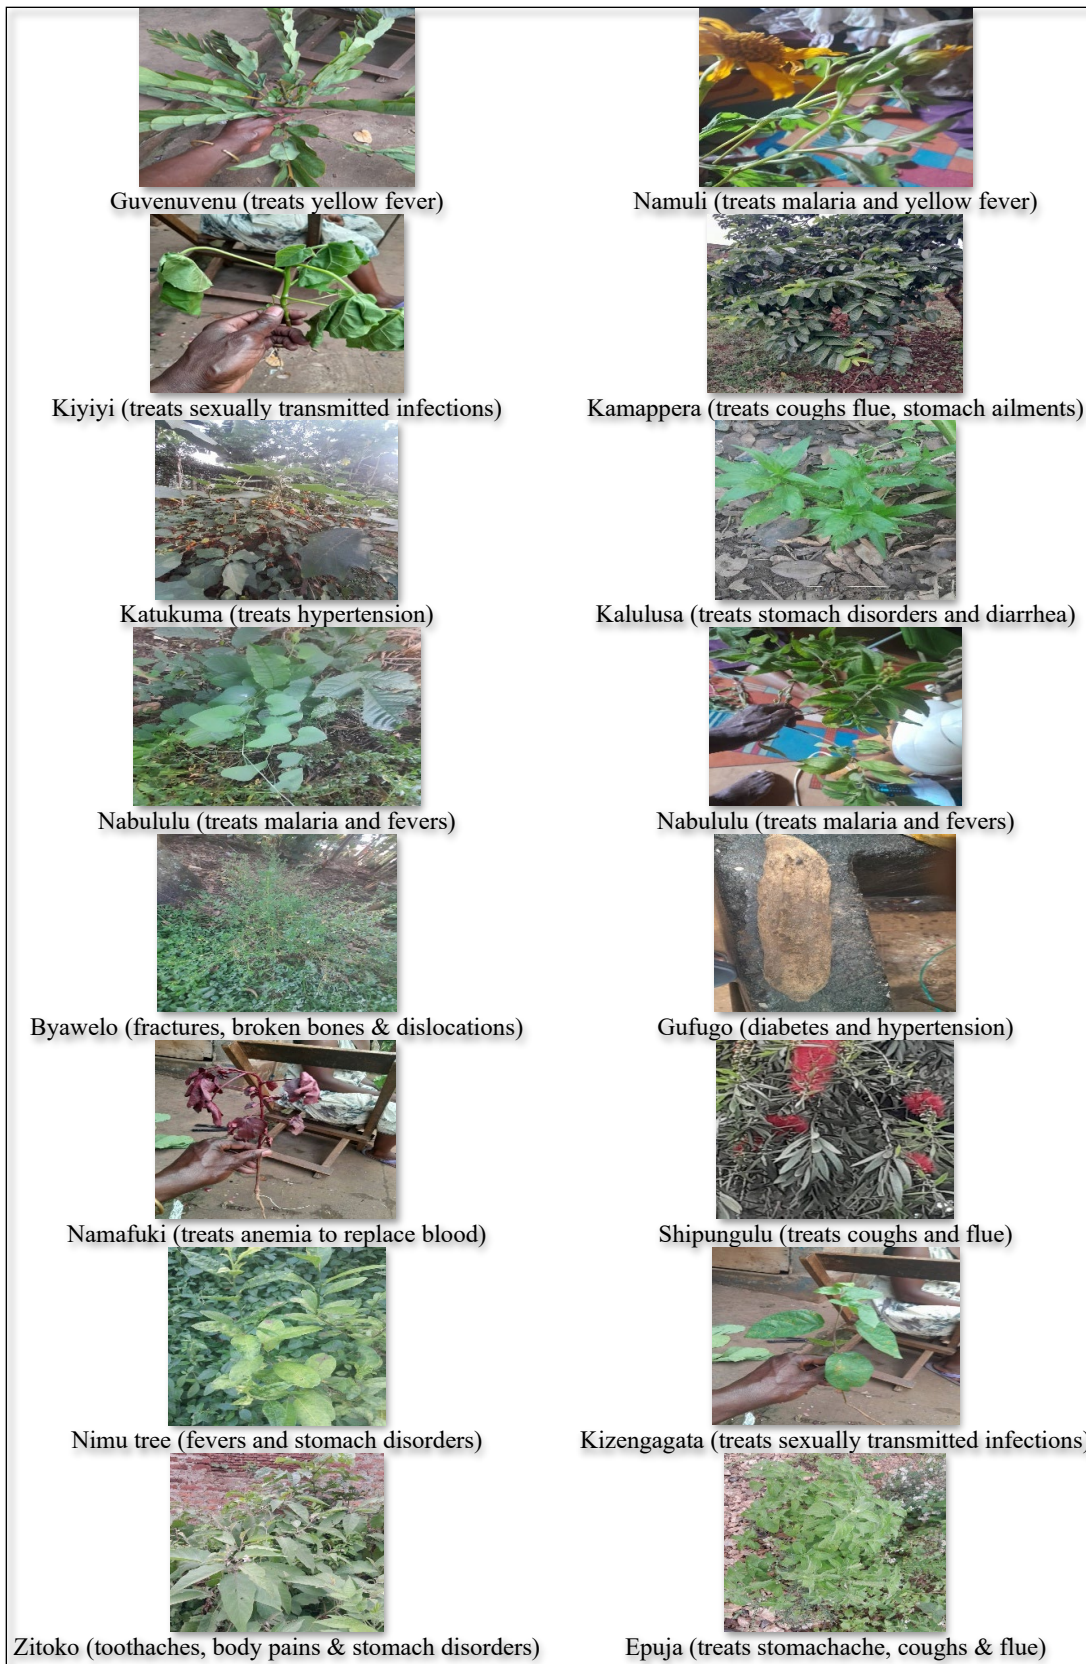 Guvenuvenu (treats yellow fever)
Namuli (treats malaria and yellow fever)
Kiyiyi (treats sexually transmitted infections)
Kamappera (treats coughs flue, stomach ailments)
Katukuma (treats hypertension)
Kalulusa (treats stomach disorders and diarrhea)
Nabululu (treats malaria and fevers)
Nabululu (treats malaria and fevers)
Byawelo (fractures, broken bones & dislocations)
Gufugo (diabetes and hypertension)
Namafuki (treats anemia to replace blood)
Shipungulu (treats coughs and flue)
Nimu tree (fevers and stomach disorders)
Kizengagata (treats sexually transmitted infections)
Zitoko (toothaches, body pains & stomach disorders)
Epuja (treats stomachache, coughs & flue)